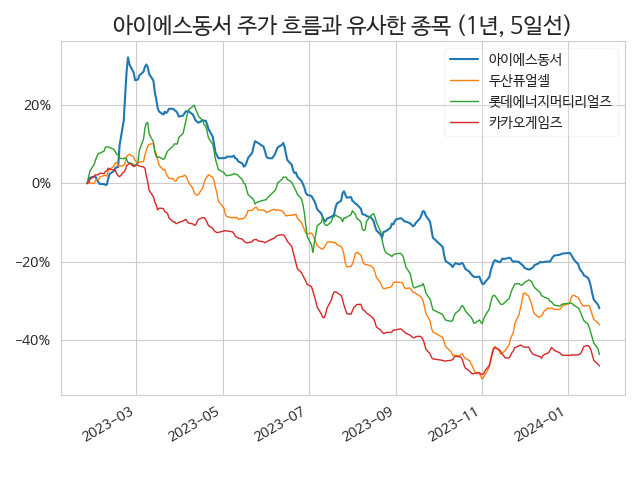 아이에스동서 주가 흐름과 유사한 종목 (1년, 5일선)
아이에스동서
두산퓨얼셀
롯데에너지머티리얼즈
카카오게임즈
20%
0%
−20%
−40%
2023-03
2023-05
2023-07
2023-09
2023-11
2024-01